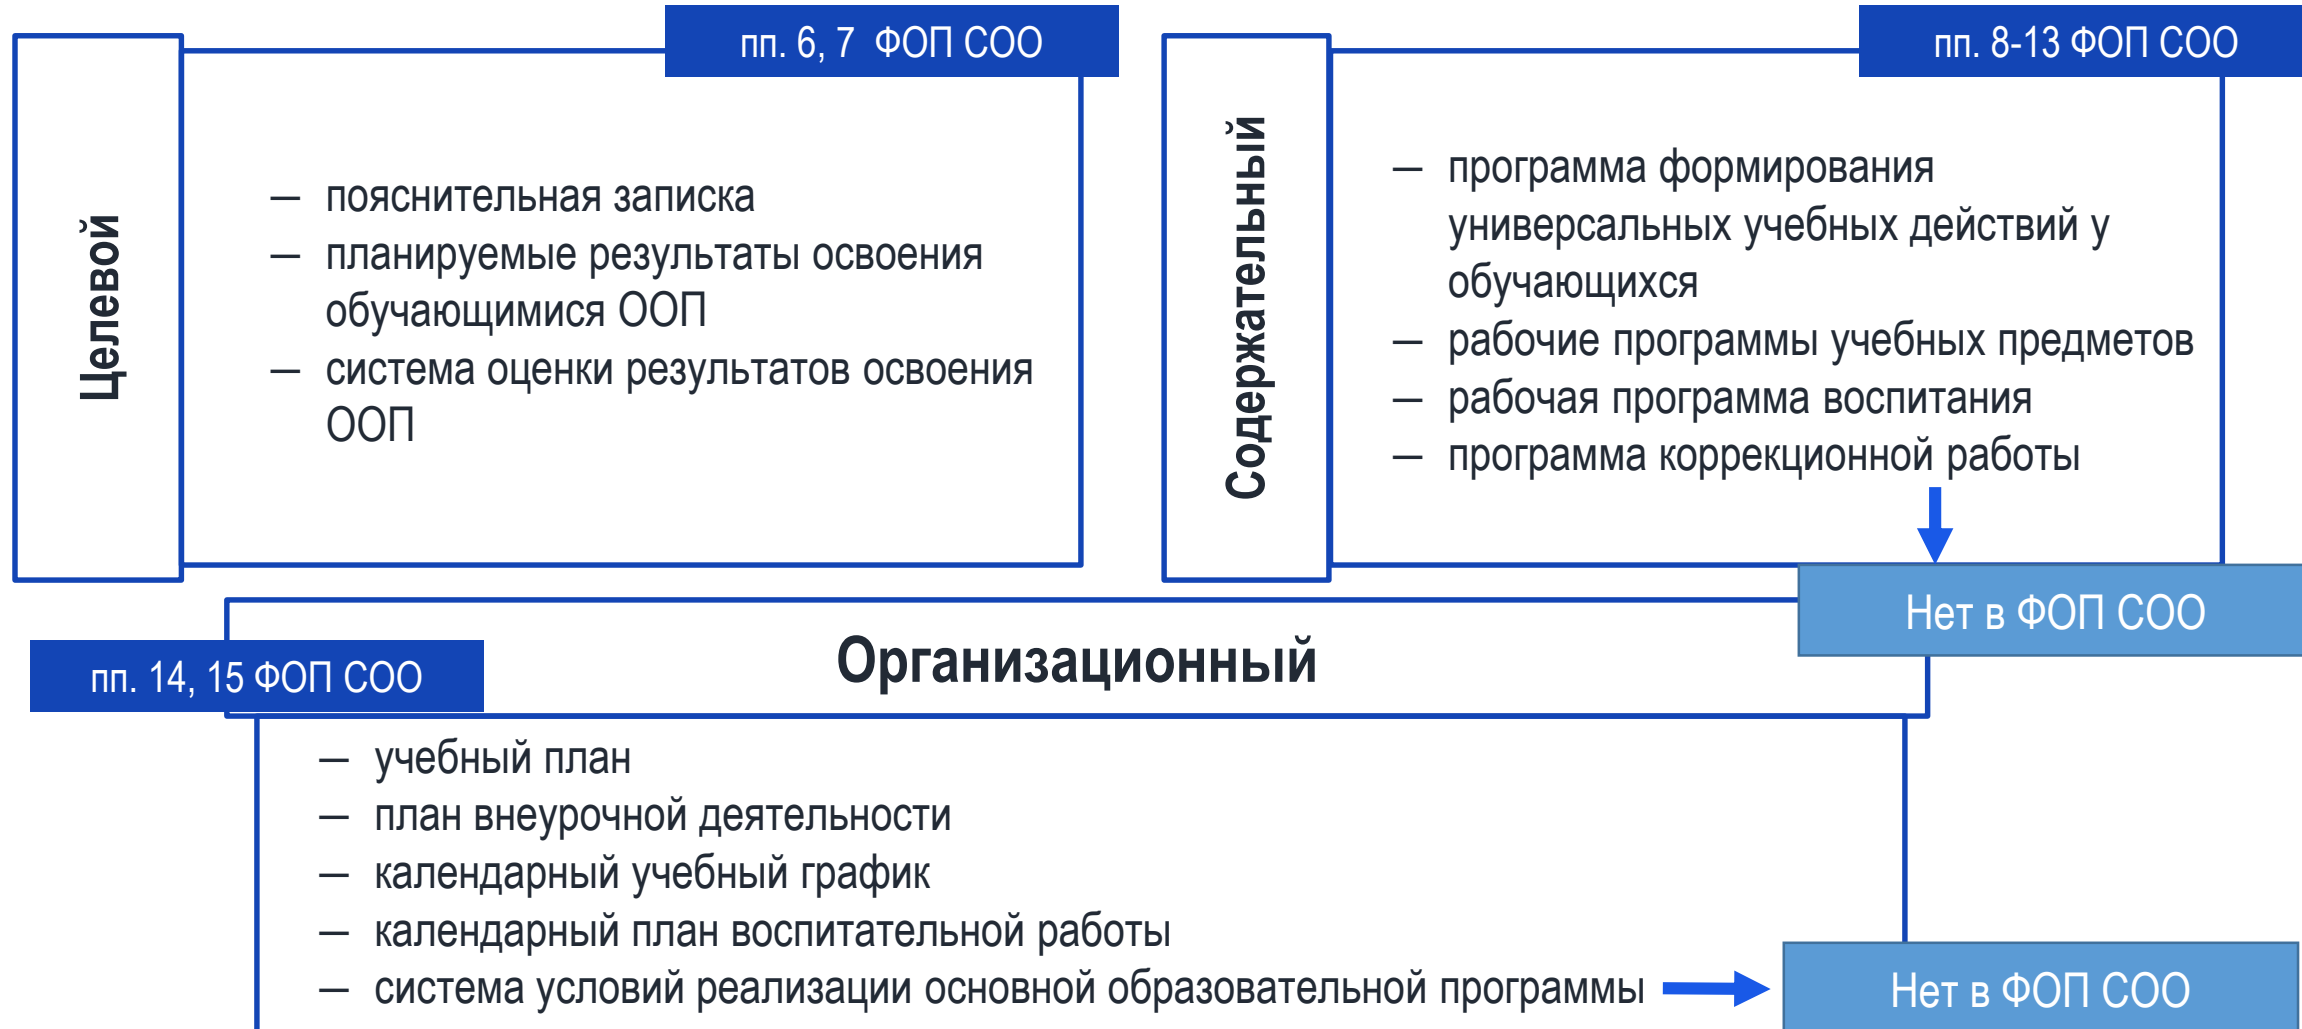 пп. 6, 7 ФОП СОО
Целевой
— пояснительная записка
— планируемые результаты освоения
обучающимися ООП
— система оценки результатов освоения
ООП
пп. 8-13 ФОП СОО
Содержательный
— программа формирования
универсальных учебных действий у
обучающихся
— рабочие программы учебных предметов
— рабочая программа воспитания
— программа коррекционной работы
Нет в ФОП СОО
Организационный
пп. 14, 15 ФОП СОО
— учебный план
— план внеурочной деятельности
— календарный учебный график
— календарный план воспитательной работы
— система условий реализации основной образовательной программы
Нет в ФОП СОО